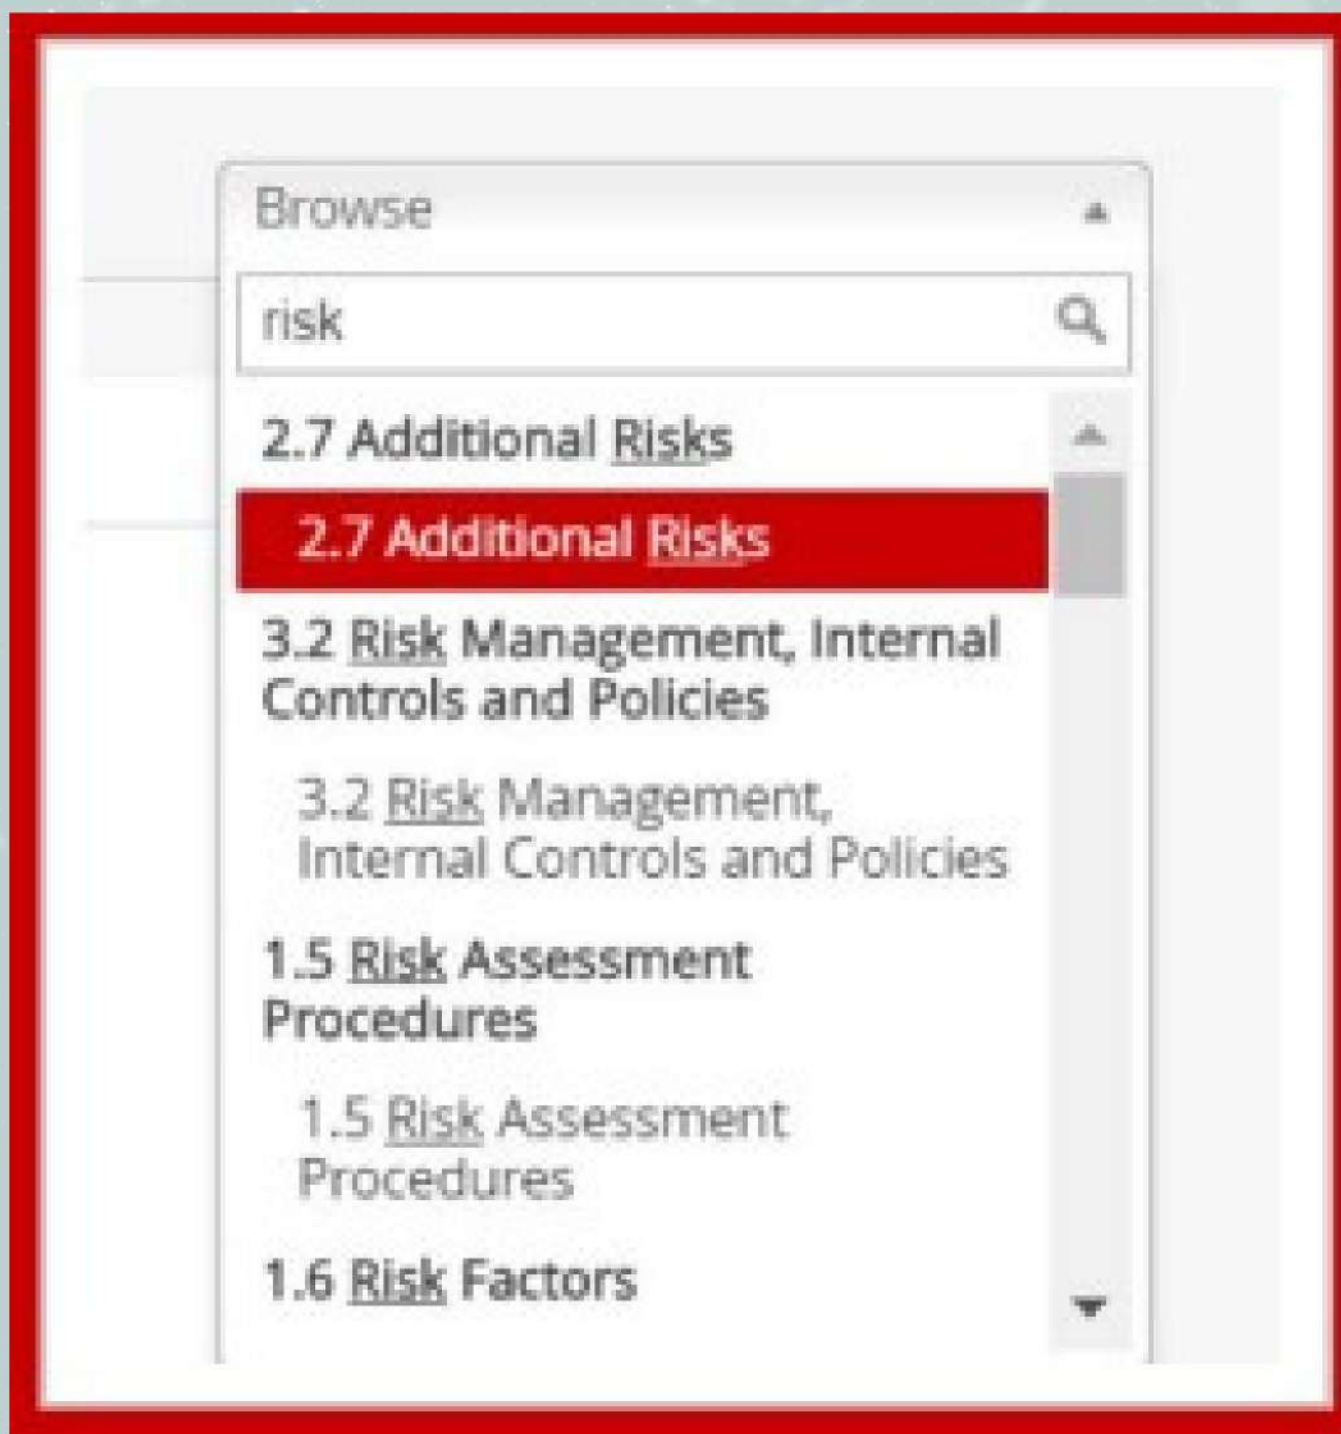 Browse
risk
2.7 Additional Risks
2.7 Additional Risks
3.2 Risk Management, Internal
Controls and Policies
3.2 Risk Management,
Internal Controls and Policies
1.5 Risk Assessment
Procedures
1.5 Risk Assessment
Procedures
1.6 Risk Factors